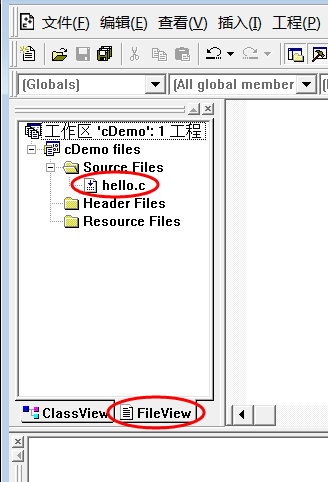 文件(F) 编辑(E) 查看(V) 插入(I) 工程(P)
(Globals) (All global member
工作区 'cDemo': 1 工程
cDemo files
Source Files
hello.c
Header Files
Resource Files
ClassView FileView